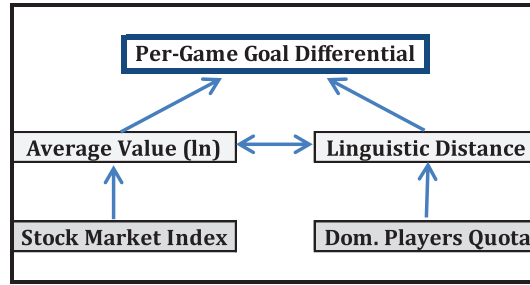 Per-Game Goal Differential
Average Value (ln)
Linguistic Distance
Stock Market Index
Dom. Players Quota